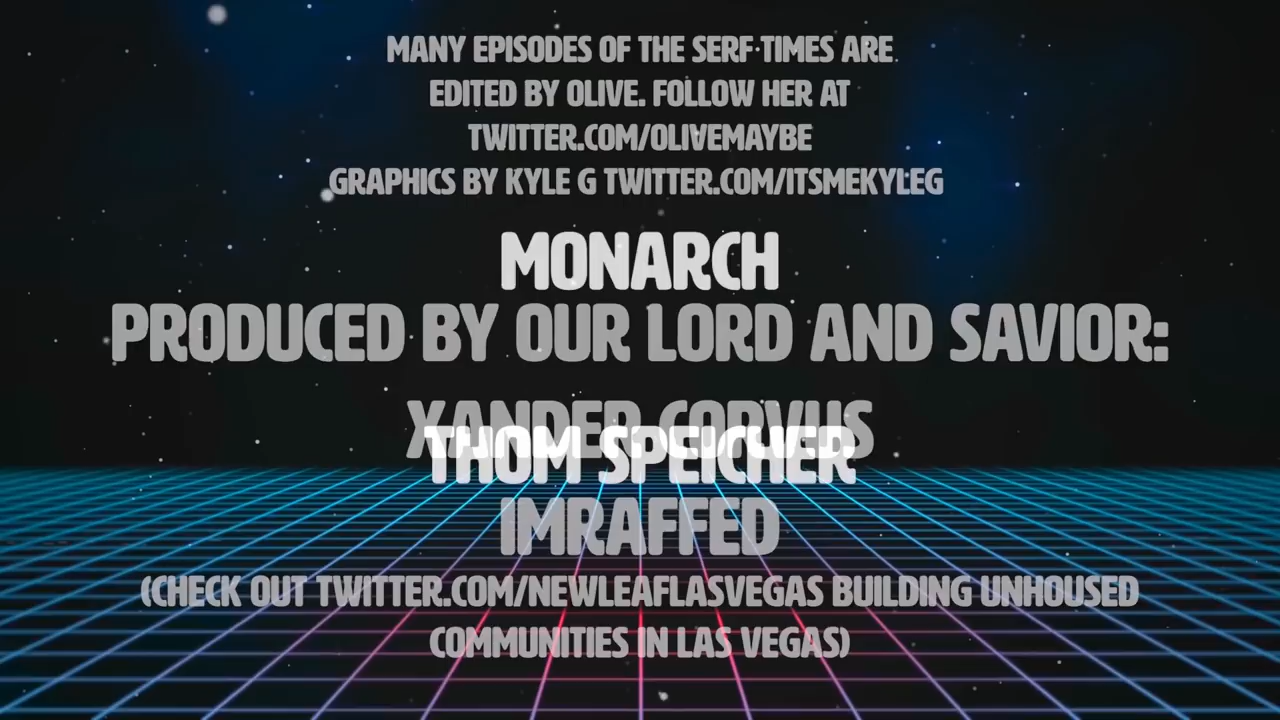 MANY EPISODES OF THE SERF TIMES ARE
EDITED BY OLIVE. FOLLOW HER AT
TWITTER.COM/OLIVEMAYBE
GRAPHICS BY KYLE G TWITTER.COM/ITSMEKYLEG
MONARCH
PRODUCED BY OUR LORD AND SAVIOR:
XANDER CORVUS
THOM SPEICHER
IMRAFFED
(CHECK OUT TWITTER.COM/NEWLEAFLASVEGAS BUILDING UNHOUSED
COMMUNITIES IN LAS VEGAS)